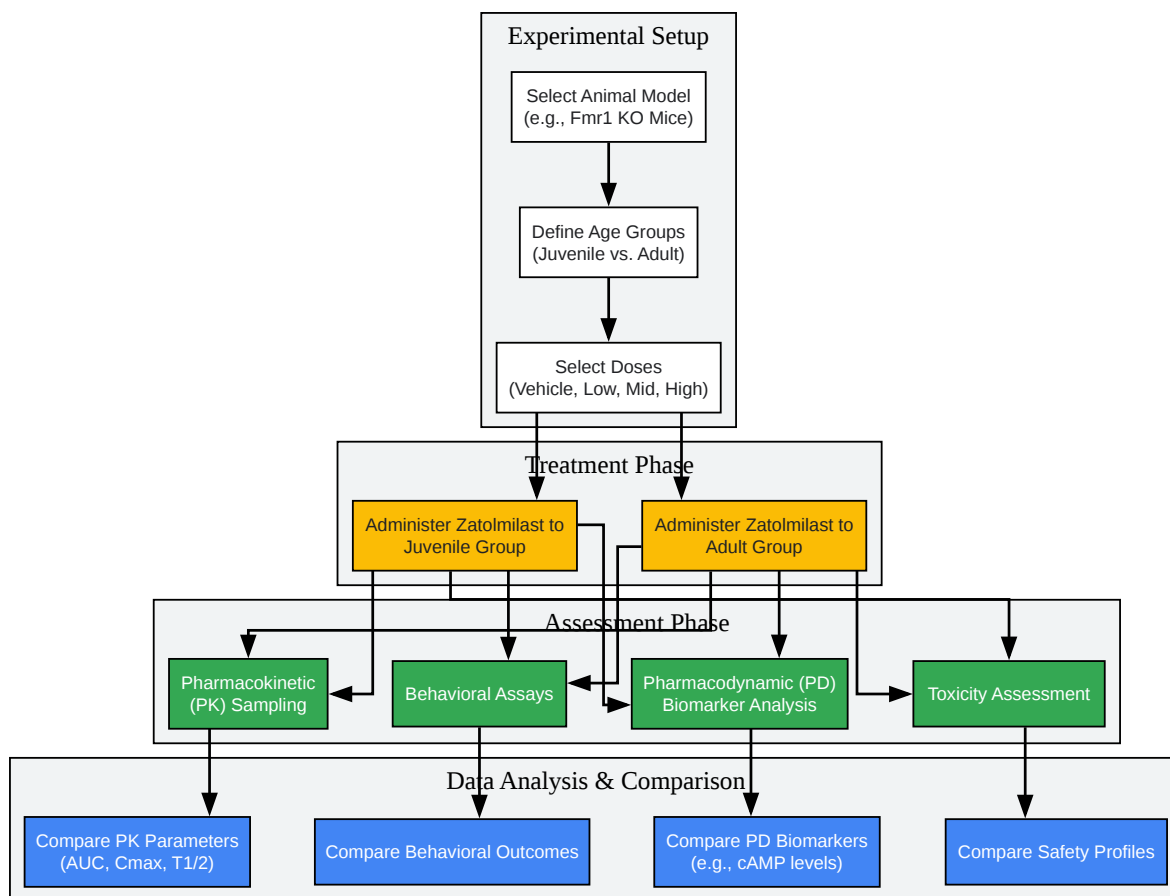 Experimental Setup
Select Animal Model
(e.g., Fmr1 KO Mice)
Define Age Groups
(Juvenile vs. Adult)
Select Doses
(Vehicle, Low, Mid, High)
Treatment Phase
Administer Zatolmilast to
Juvenile Group
Administer Zatolmilast to
Adult Group
Assessment Phase
Pharmacokinetic
(PK) Sampling
Behavioral Assays
Pharmacodynamic (PD)
Biomarker Analysis
Toxicity Assessment
Data Analysis & Comparison
Compare PK Parameters
(AUC, Cmax, T1/2)
Compare Behavioral Outcomes
Compare PD Biomarkers
(e.g., cAMP levels)
Compare Safety Profiles